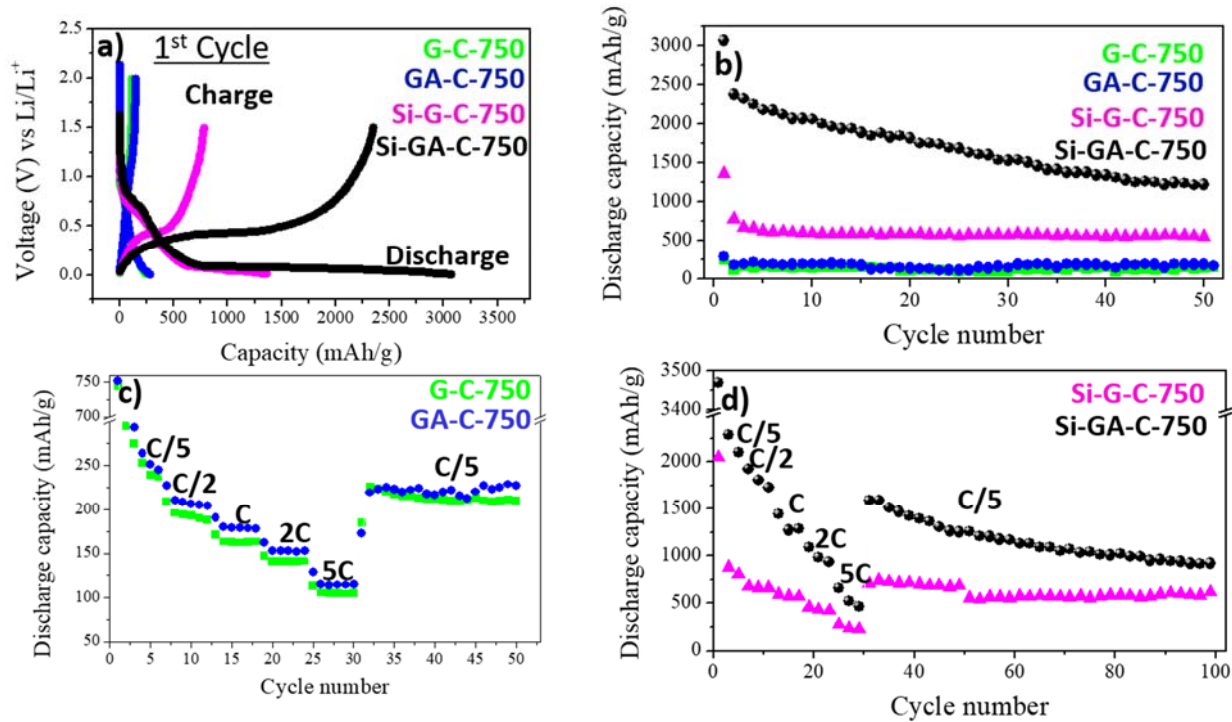 a)
1st Cycle
G-C-750
GA-C-750
Si-G-C-750
Si-GA-C-750
Charge
Discharge
2.5
2.0
1.5
1.0
0.5
0.0
Voltage (V) vs Li/Li+
0 500 1000 1500 2000 2500 3000 3500
Capacity (mAh/g)
b)
G-C-750
GA-C-750
Si-G-C-750
Si-GA-C-750
3000
2500
2000
1500
1000
500
0
Discharge capacity (mAh/g)
0 10 20 30 40 50
Cycle number
c)
G-C-750
GA-C-750
C/5
C/2
C
2C
5C
C/5
750
700
300
250
200
150
100
50
Discharge capacity (mAh/g)
0 5 10 15 20 25 30 35 40 45 50
Cycle number
d)
Si-G-C-750
Si-GA-C-750
C/5
C/2
C
2C
5C
C/5
3500
3400
2000
1500
1000
500
0
Discharge capacity (mAh/g)
0 20 40 60 80 100
Cycle number